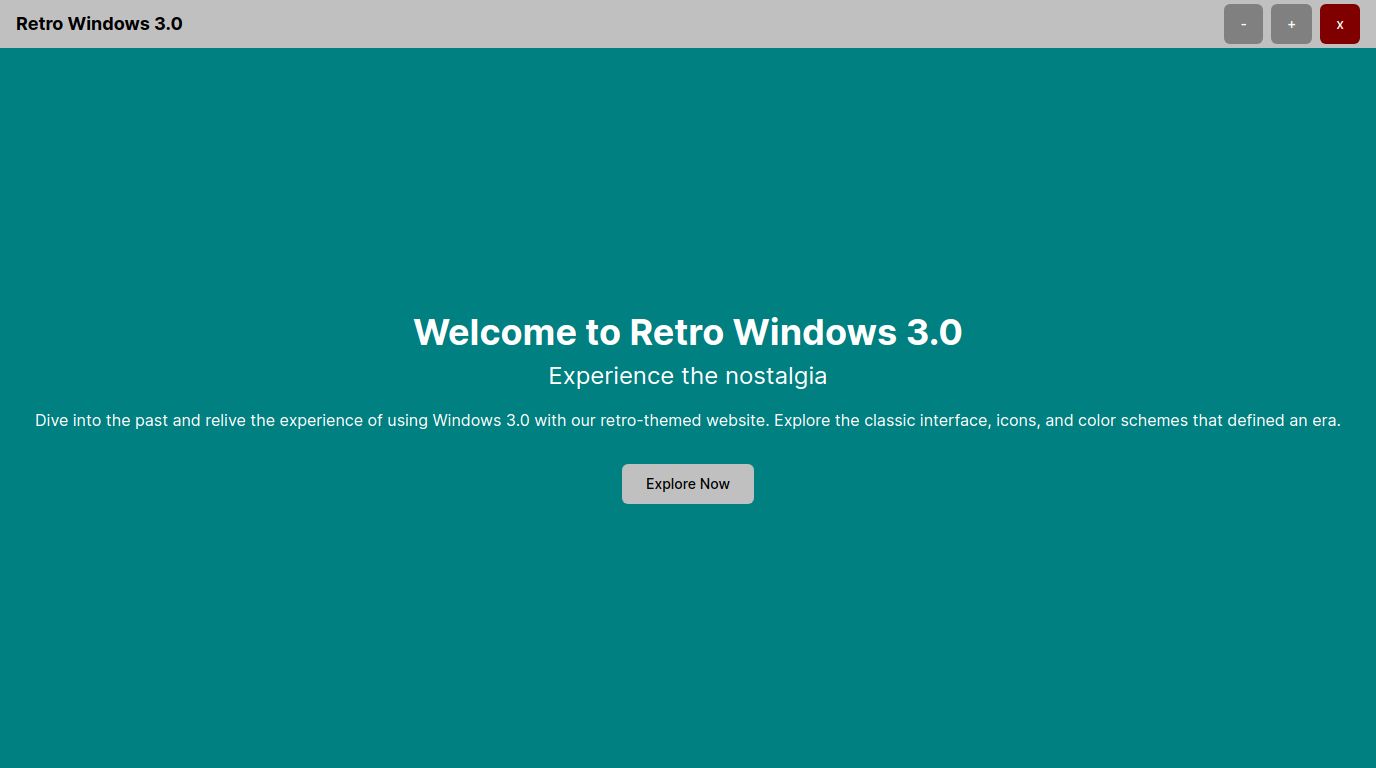 Retro Windows 3.0
- + x
Welcome to Retro Windows 3.0
Experience the nostalgia
Dive into the past and relive the experience of using Windows 3.0 with our retro-themed website. Explore the classic interface, icons, and color schemes that defined an era.
Explore Now